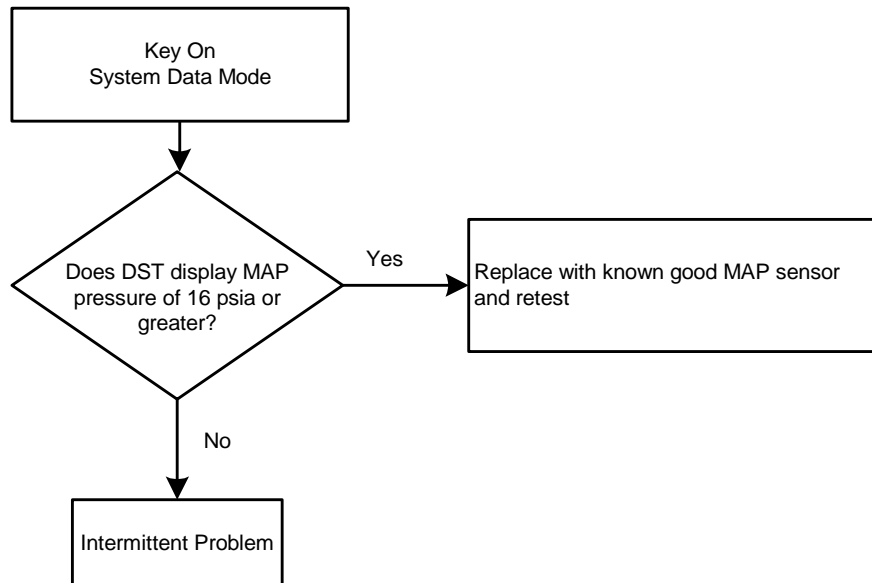 Key On
System Data Mode
Does DST display MAP
pressure of 16 psia or
greater?
Yes
Replace with known good MAP sensor
and retest
No
Intermittent Problem